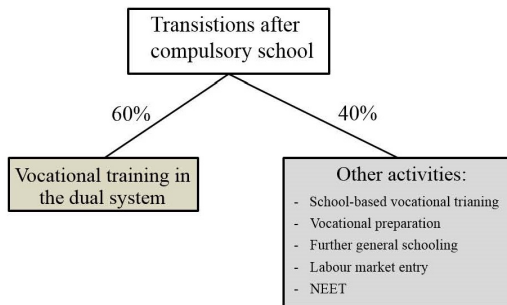 Transistions after
compulsory school
60%
40%
Vocational training in
the dual system
Other activities:
- School-based vocational trianing
- Vocational preparation
- Further general schooling
- Labour market entry
- NEET